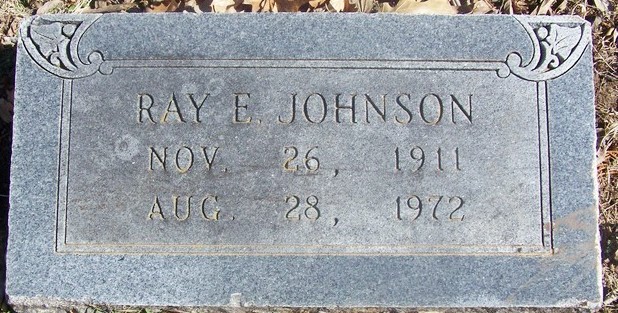 RAY E. JOHNSON
NOV. 26, 1911
AUG. 28, 1972